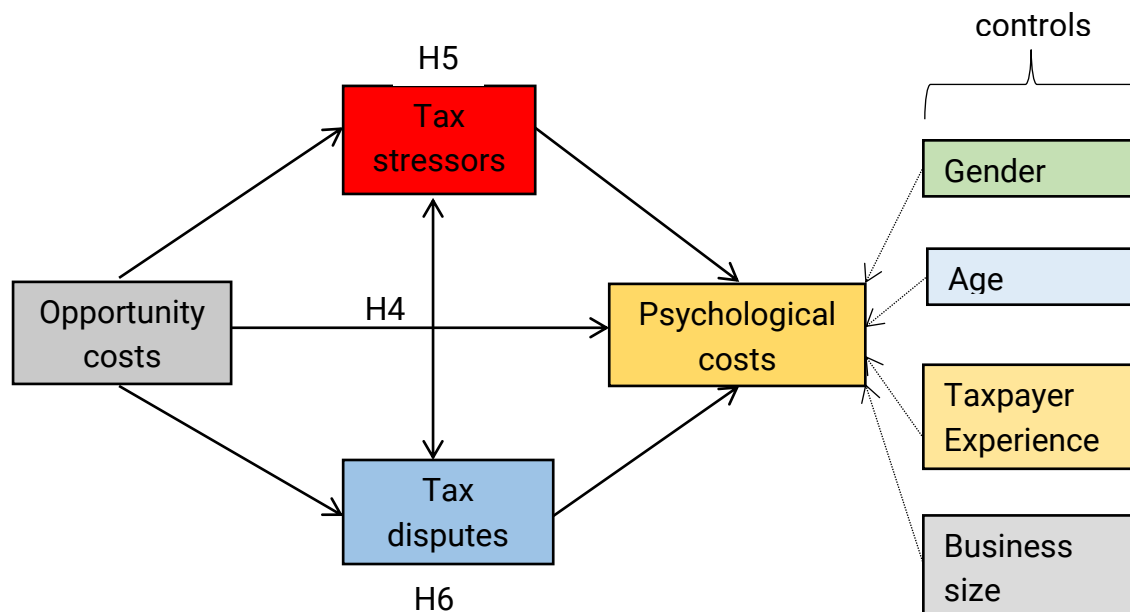 controls
H5
Tax
stressors
Gender
Age
Opportunity
costs
H4
Psychological
costs
Taxpayer
Experience
Tax
disputes
Business
size
H6